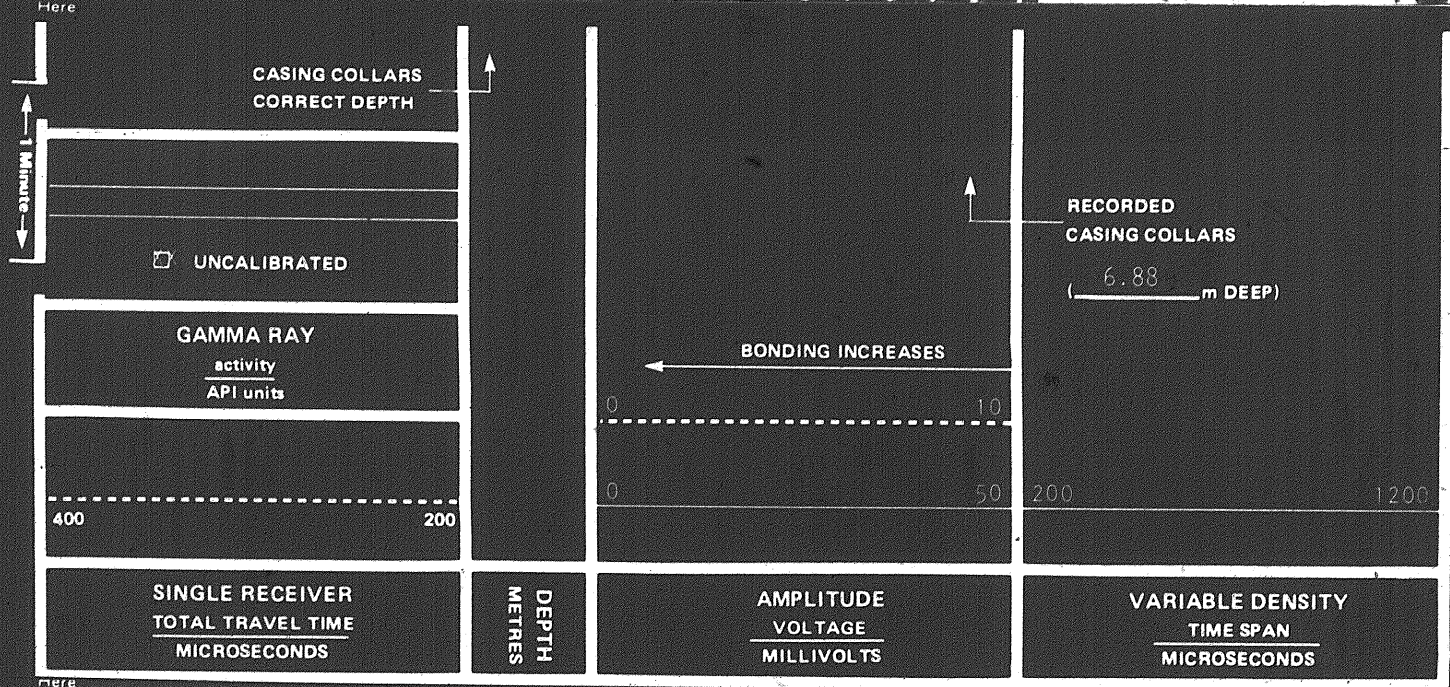 Here
CASING COLLARS
CORRECT DEPTH
1 Minute
UNCALIBRATED
GAMMA RAY
activity
API units
400 200
SINGLE RECEIVER
TOTAL TRAVEL TIME
MICROSECONDS
DEPTH
METRES
BONDING INCREASES
0 10
0 50
AMPLITUDE
VOLTAGE
MILLIVOLTS
RECORDED
CASING COLLARS
(6.88 m DEEP)
200 1200
VARIABLE DENSITY
TIME SPAN
MICROSECONDS
Here